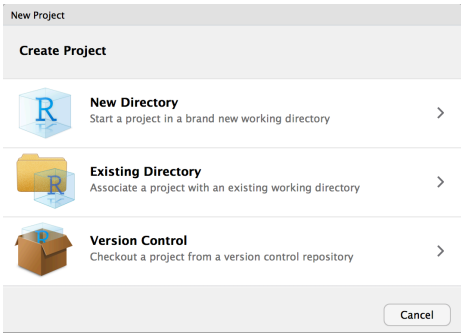 New Project
Create Project
R
New Directory
Start a project in a brand new working directory
R
Existing Directory
Associate a project with an existing working directory
R
Version Control
Checkout a project from a version control repository
Cancel